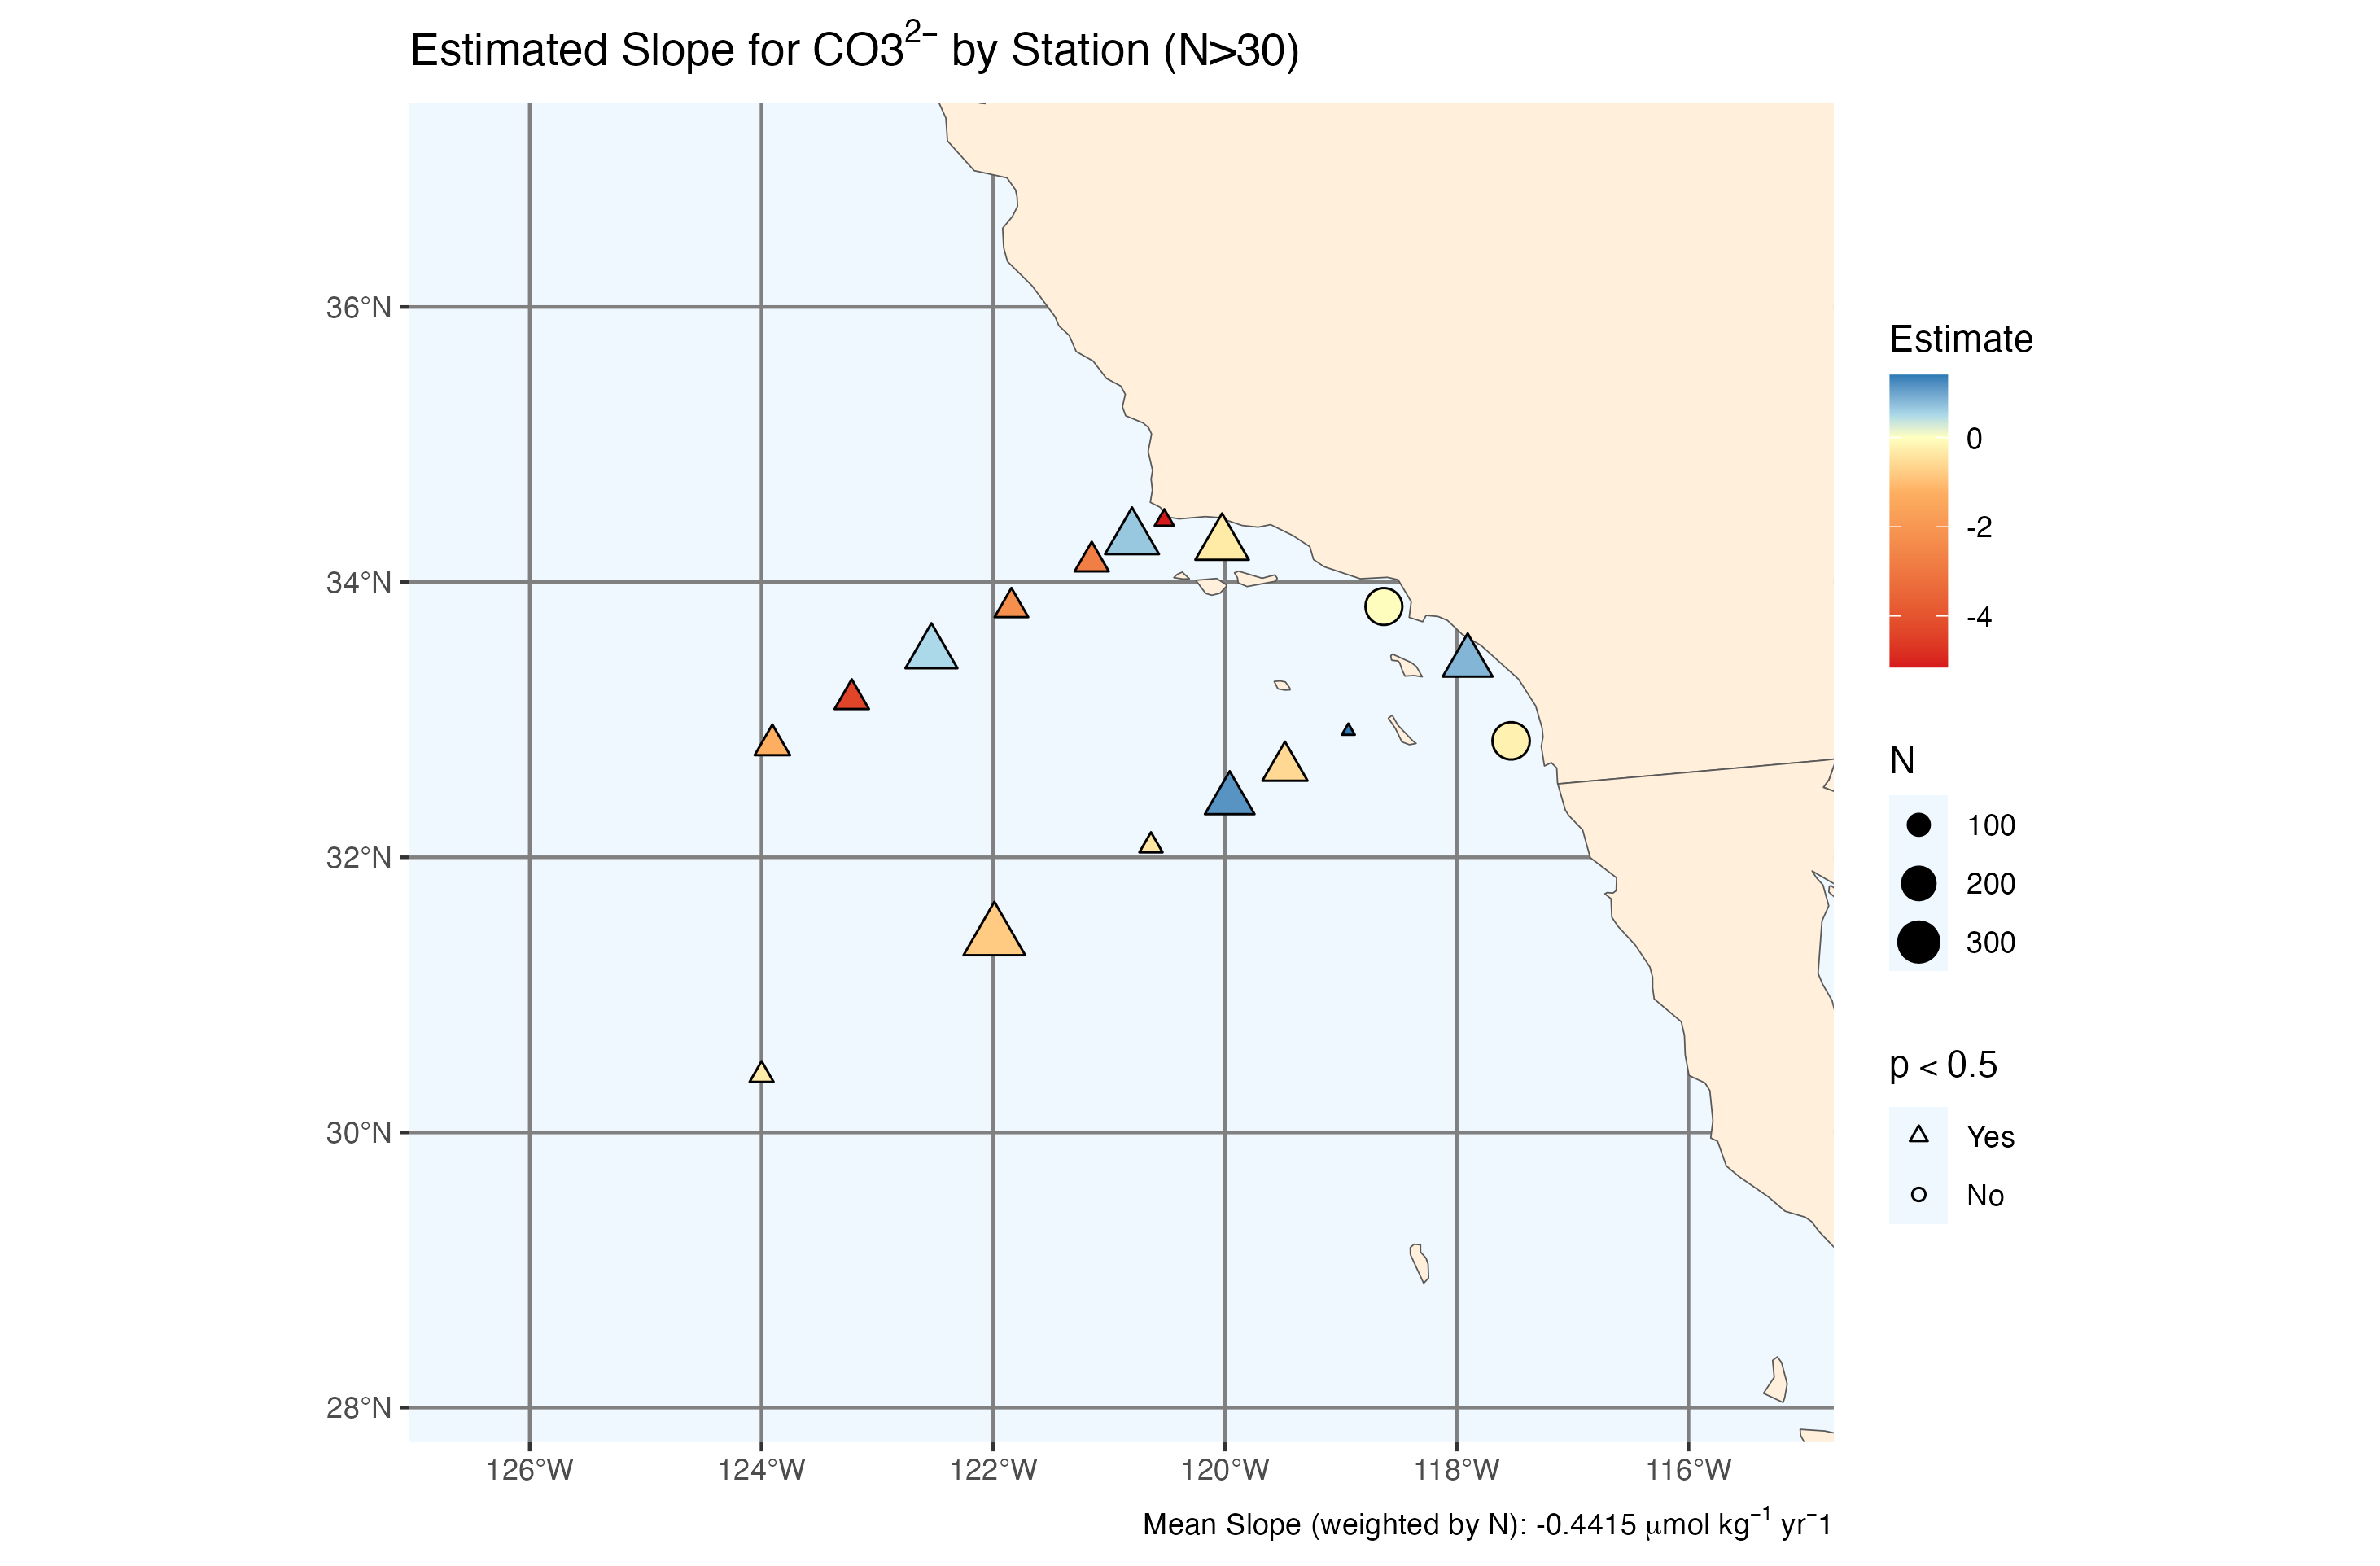 Estimated Slope for CO3²⁻ by Station (N>30)
36°N
34°N
32°N
30°N
28°N
126°W 124°W 122°W 120°W 118°W 116°W
Mean Slope (weighted by N): -0.4415 μmol kg⁻¹ yr⁻1
Estimate
0
-2
-4
N
100
200
300
p < 0.5
Yes
No